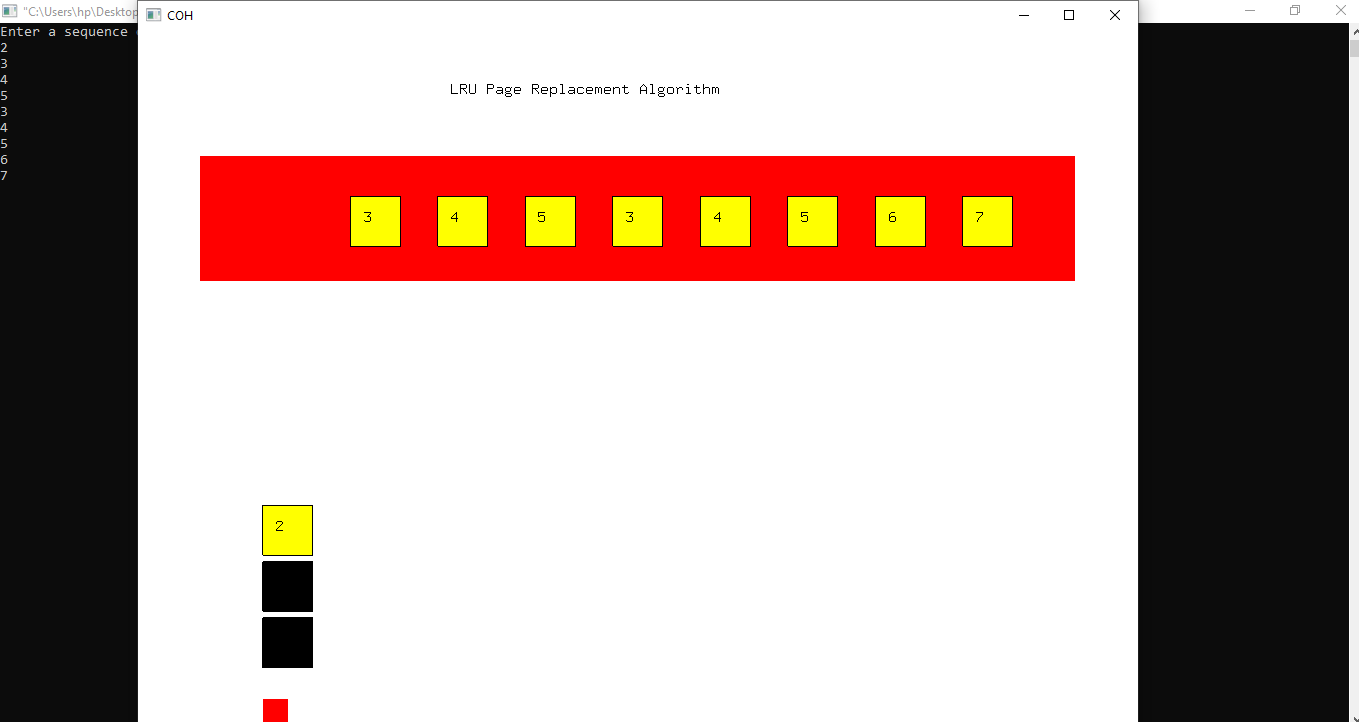 "C:\Users\hp\Desktop
COH
Enter a sequence
2
3
4
5
3
4
5
6
7
LRU Page Replacement Algorithm
3 4 5 3 4 5 6 7
2